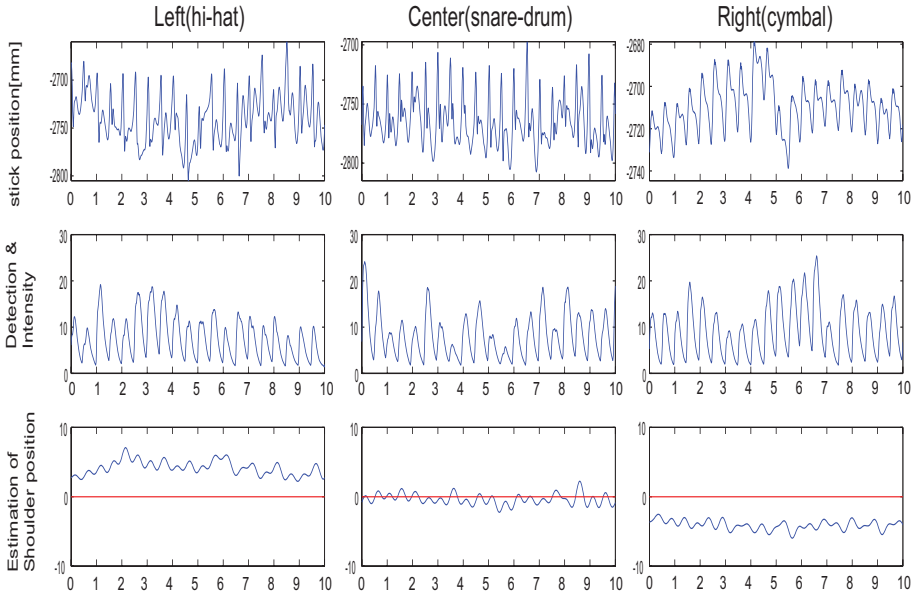 Left(hi-hat) Center(snare-drum) Right(cymbal)
stick position[mm]
-2700
-2750
-2800
0 1 2 3 4 5 6 7 8 9 10
-2700
-2750
-2800
0 1 2 3 4 5 6 7 8 9 10
-2680
-2700
-2720
-2740
0 1 2 3 4 5 6 7 8 9 10
Detection &
Intensity
30
20
10
0
0 1 2 3 4 5 6 7 8 9 10
30
20
10
0
0 1 2 3 4 5 6 7 8 9 10
30
20
10
0
0 1 2 3 4 5 6 7 8 9 10
Estimation of
Shoulder position
10
0
-10
0 1 2 3 4 5 6 7 8 9 10
10
0
-10
0 1 2 3 4 5 6 7 8 9 10
10
0
-10
0 1 2 3 4 5 6 7 8 9 10